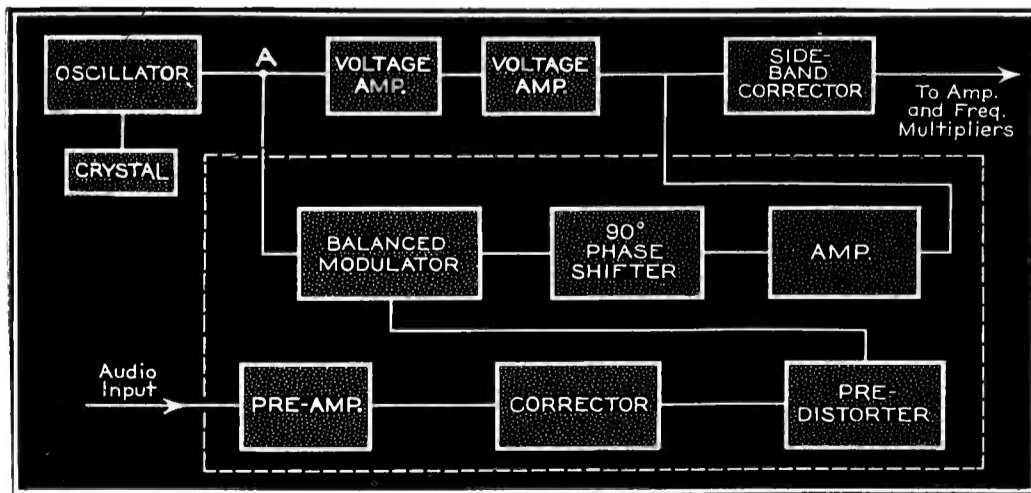 OSCILLATOR
A
VOLTAGE
AMP.
VOLTAGE
AMP.
SIDE-
BAND
CORRECTOR
To Amp.
and Freq.
Multipliers
CRYSTAL
BALANCED
MODULATOR
90°
PHASE
SHIFTER
AMP.
Audio
Input
PRE-AMP.
CORRECTOR
PRE-
DISTORTER